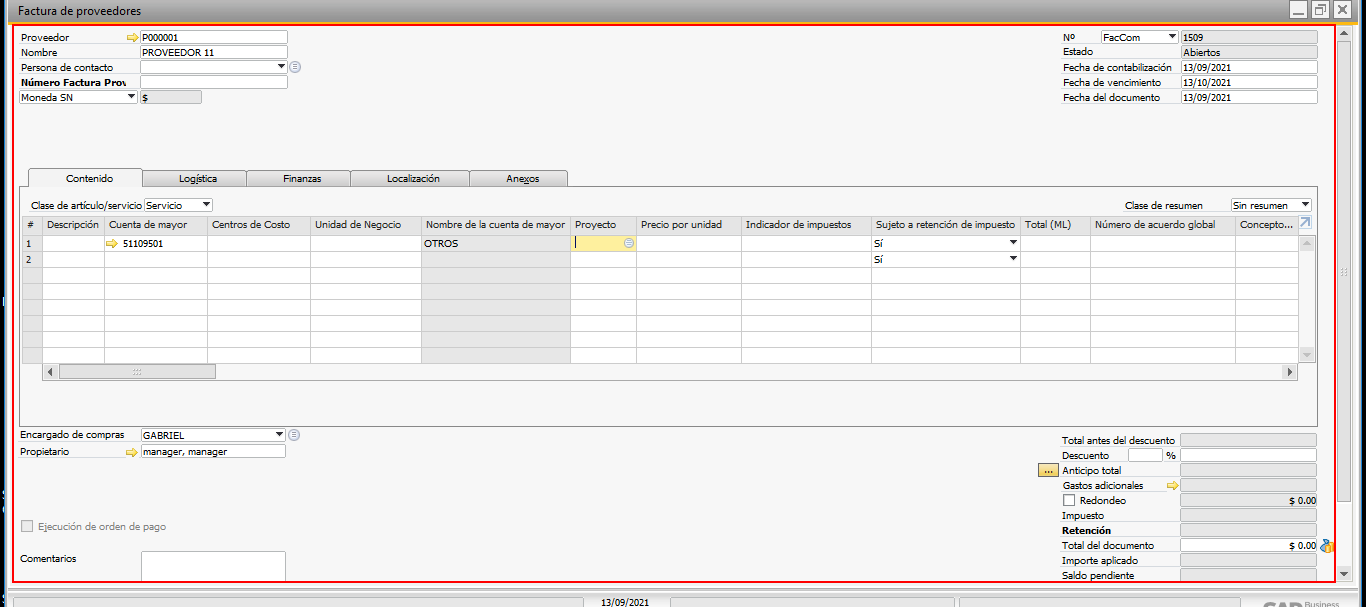 Factura de proveedores
Proveedor P000001
Nombre PROVEEDOR 11
Persona de contacto
Número Factura Prov
Moneda SN $
Nº FacCom 1509
Estado Abiertos
Fecha de contabilización 13/09/2021
Fecha de vencimiento 13/10/2021
Fecha del documento 13/09/2021
Contenido Logística Finanzas Localización Anexos
Clase de artículo/servicio Servicio Clase de resumen Sin resumen
# Descripción Cuenta de mayor Centros de Costo Unidad de Negocio Nombre de la cuenta de mayor Proyecto Precio por unidad Indicador de impuestos Sujeto a retención de impuesto Total (ML) Número de acuerdo global Concepto...
1 51109501 OTROS Sí
2 Sí
Encargado de compras GABRIEL
Propietario manager, manager
Ejecución de orden de pago
Comentarios
Total antes del descuento
Descuento %
... Anticipo total
Gastos adicionales
Redondeo $ 0.00
Impuesto
Retención
Total del documento $ 0.00
Importe aplicado
Saldo pendiente
13/09/2021
SAP Business